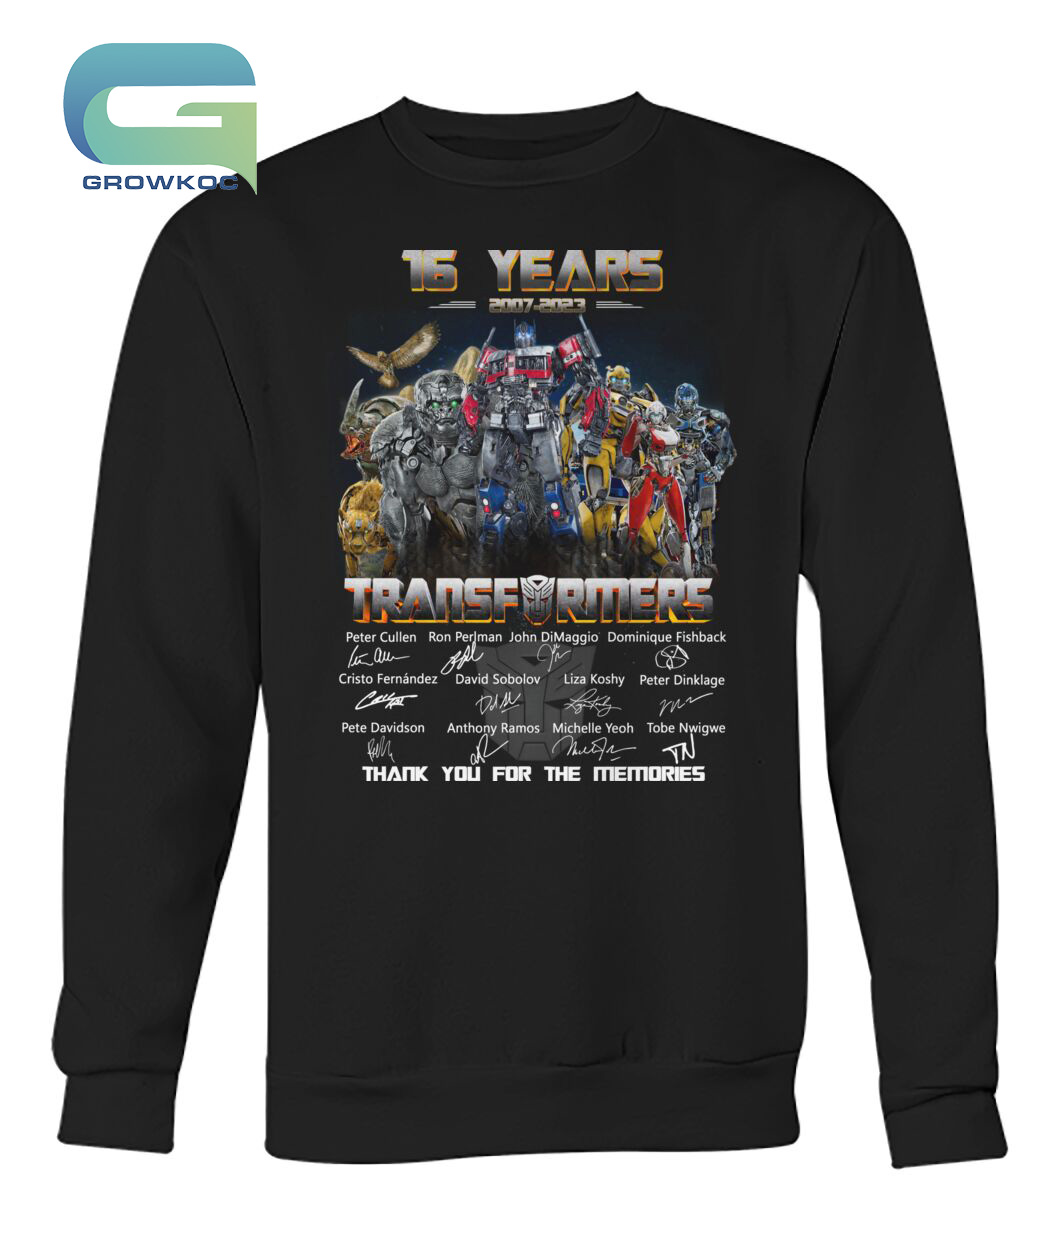 GROWKOC
16 YEARS
2007-2023
TRANSFORMERS
Peter Cullen Ron Perlman John DiMaggio Dominique Fishback
Cristo Fernández David Sobolov Liza Koshy Peter Dinklage
Pete Davidson Anthony Ramos Michelle Yeoh Tobe Nwigwe
TN
THANK YOU FOR THE MEMORIES